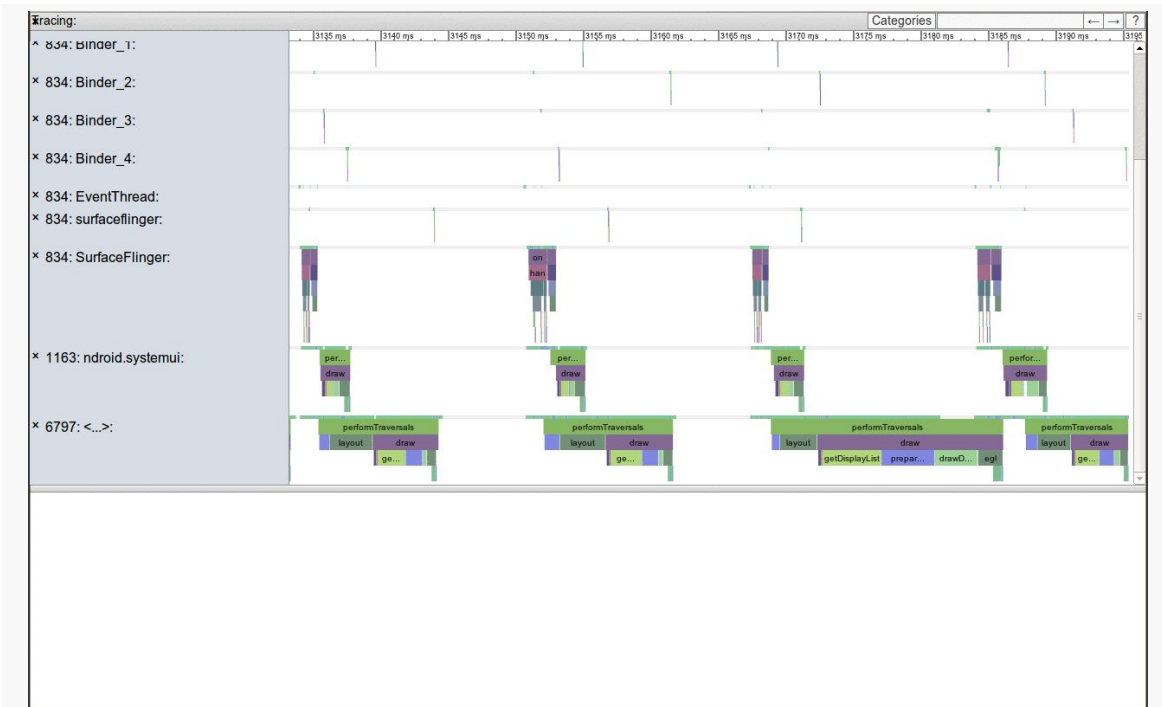 Tracing: Categories ← → ?
3135 ms 3140 ms 3145 ms 3150 ms 3155 ms 3160 ms 3165 ms 3170 ms 3175 ms 3180 ms 3185 ms 3190 ms 3195
× 834: Binder_1:
× 834: Binder_2:
× 834: Binder_3:
× 834: Binder_4:
× 834: EventThread:
× 834: surfaceflinger:
× 834: SurfaceFlinger:
on
han
× 1163: ndroid.systemui:
per... per... per... perfor...
draw draw draw draw
× 6797: <...>:
performTraversals performTraversals performTraversals performTraversals
layout draw layout draw layout draw layout draw
ge... ge... getDisplayList prepar... drawD... egl ge...